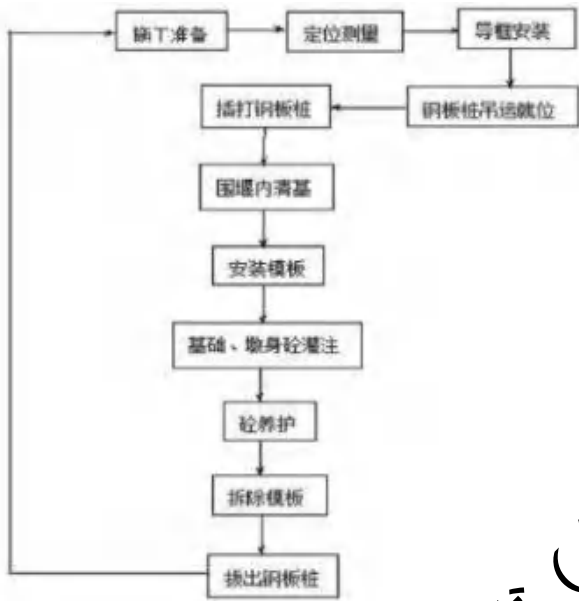 施工准备
定位测量
导框安装
钢板桩吊运就位
插打钢板桩
围堰内清基
安装模板
基础、墩身砼灌注
砼养护
拆除模板
拔出钢板桩